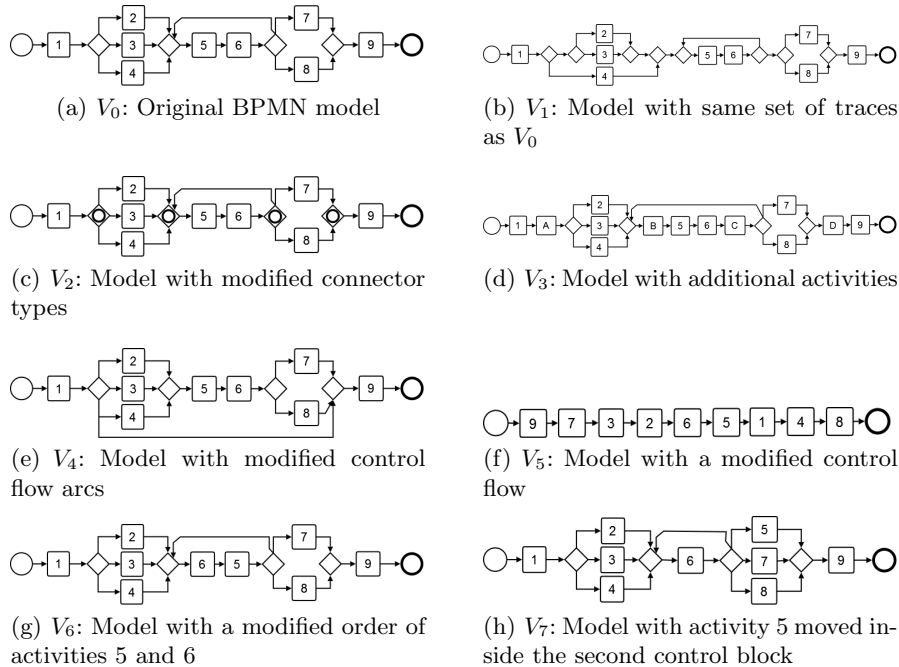 1 2 3 4 5 6 7 8 9
(a) V0: Original BPMN model
1 2 3 4 5 6 7 8 9
(b) V1: Model with same set of traces
as V0
1 2 3 4 5 6 7 8 9
(c) V2: Model with modified connector
types
1 A 2 3 4 B 5 6 C 7 8 D 9
(d) V3: Model with additional activities
1 2 3 4 5 6 7 8 9
(e) V4: Model with modified control
flow arcs
9 7 3 2 6 5 1 4 8
(f) V5: Model with a modified control
flow
1 2 3 4 6 5 7 8 9
(g) V6: Model with a modified order of
activities 5 and 6
1 2 3 4 6 5 7 8 9
(h) V7: Model with activity 5 moved in-
side the second control block